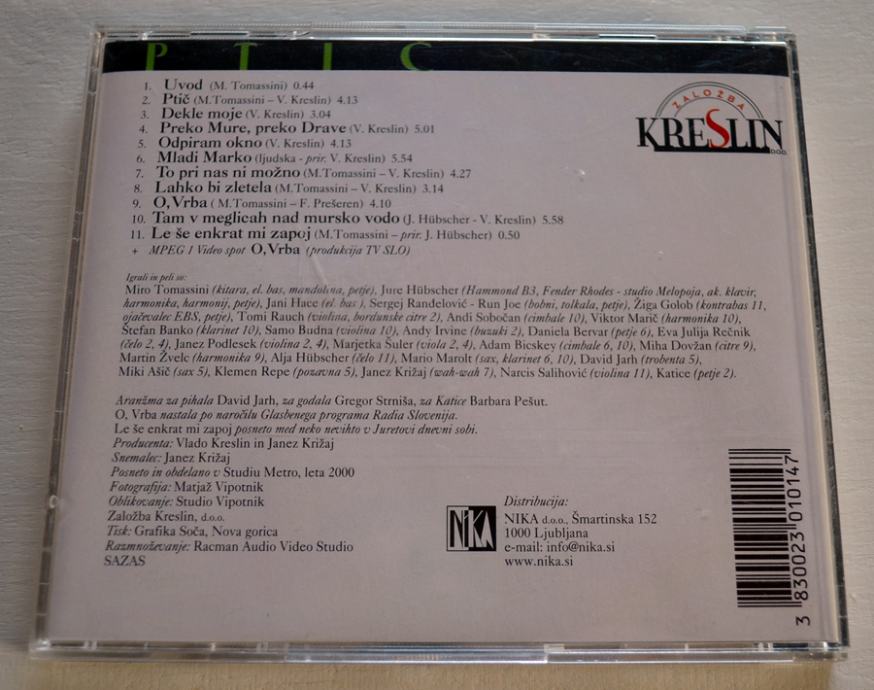 PTIČ
ZALOŽBA
KRESLIN
D.O.O.
1. Uvod (M. Tomassini) 0.44
2. Ptič (M.Tomassini – V. Kreslin) 4.13
3. Dekle moje (V. Kreslin) 3.04
4. Preko Mure, preko Drave (V. Kreslin) 5.01
5. Odpiram okno (V. Kreslin) 4.13
6. Mladi Marko (ljudska - prir. V. Kreslin) 5.54
7. To pri nas ni možno (M.Tomassini – V. Kreslin) 4.27
8. Lahko bi zletela (M.Tomassini – V. Kreslin) 3.14
9. O, Vrba ( M.Tomassini – F. Prešeren) 4.10
10. Tam v meglicah nad mursko vodo (J. Hübscher - V. Kreslin) 5.58
11. Le še enkrat mi zapoj (M.Tomassini – prir. J. Hübscher) 0.50
+ MPEG 1 Video spot O, Vrba (produkcija TV SLO)
Igrali in peli so:
Miro Tomassini (kitara, el. bas, mandolina, petje), Jure Hübscher (Hammond B3, Fender Rhodes - studio Melopoja, ak. klavir,
harmonika, harmonij, petje), Jani Hace (el. bas ), Sergej Ranđelović - Run Joe (bobni, tolkala, petje), Žiga Golob (kontrabas 11,
ojačevalec EBS, petje), Tomi Rauch (violina, bordunske citre 2), Andi Sobočan (cimbale 10), Viktor Marič (harmonika 10),
Štefan Banko (klarinet 10), Samo Budna (violina 10), Andy Irvine (buzuki 2), Daniela Bervar (petje 6), Eva Julija Rečnik
(čelo 2, 4), Janez Podlesek (violina 2, 4), Marjetka Šuler (viola 2, 4), Adam Bicskey (cimbale 6, 10), Miha Dovžan (citre 9),
Martin Žvelc (harmonika 9), Alja Hübscher (čelo 11), Mario Marolt (sax, klarinet 6, 10), David Jarh (trobenta 5),
Miki Ašič (sax 5), Klemen Repe (pozavna 5), Janez Križaj (wah-wah 7), Narcis Salihović (violina 11), Katice (petje 2).
Aranžma za pihala David Jarh, za godala Gregor Strniša, za Katice Barbara Pešut.
O, Vrba nastala po naročilu Glasbenega programa Radia Slovenija.
Le še enkrat mi zapoj posneto med neko nevihto v Juretovi dnevni sobi.
Producenta: Vlado Kreslin in Janez Križaj
Snemalec: Janez Križaj
Posneto in obdelano v Studiu Metro, leta 2000
Fotografija: Matjaž Vipotnik
Oblikovanje: Studio Vipotnik
Založba Kreslin, d.o.o.
Tisk: Grafika Soča, Nova gorica
Razmnoževanje: Racman Audio Video Studio
SAZAS
NIKA
Distribucija:
NIKA d.o.o., Šmartinska 152
1000 Ljubljana
e-mail: info@nika.si
www.nika.si
3 830023 010147